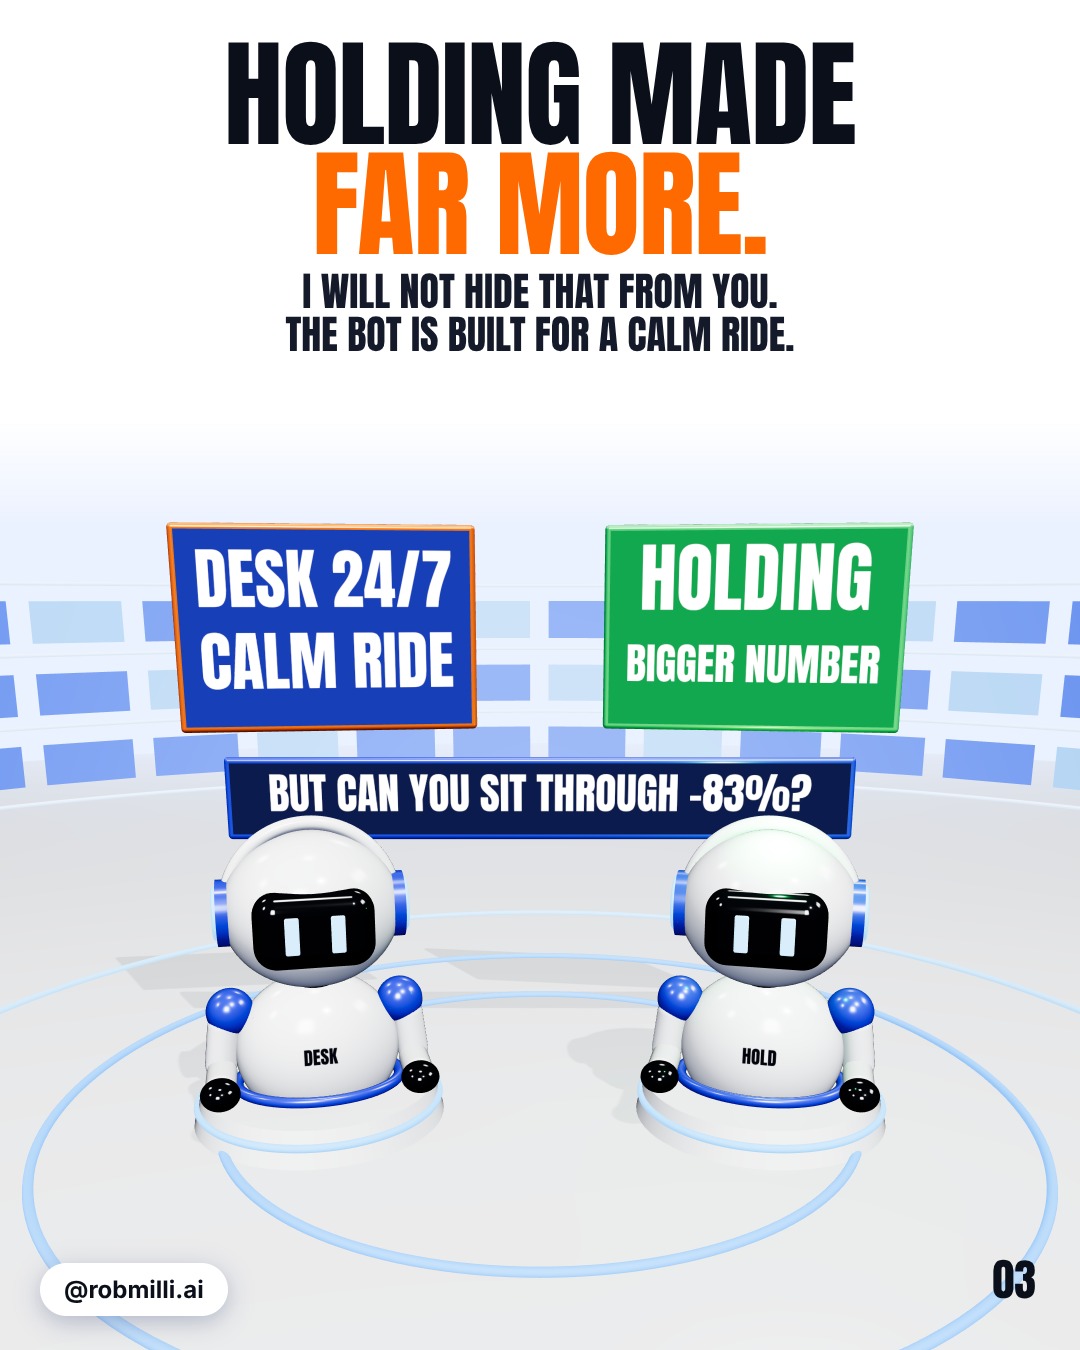 HOLDING MADE
FAR MORE.
I WILL NOT HIDE THAT FROM YOU.
THE BOT IS BUILT FOR A CALM RIDE.
DESK 24/7
CALM RIDE
HOLDING
BIGGER NUMBER
BUT CAN YOU SIT THROUGH -83%?
DESK
HOLD
@robmilli.ai
03